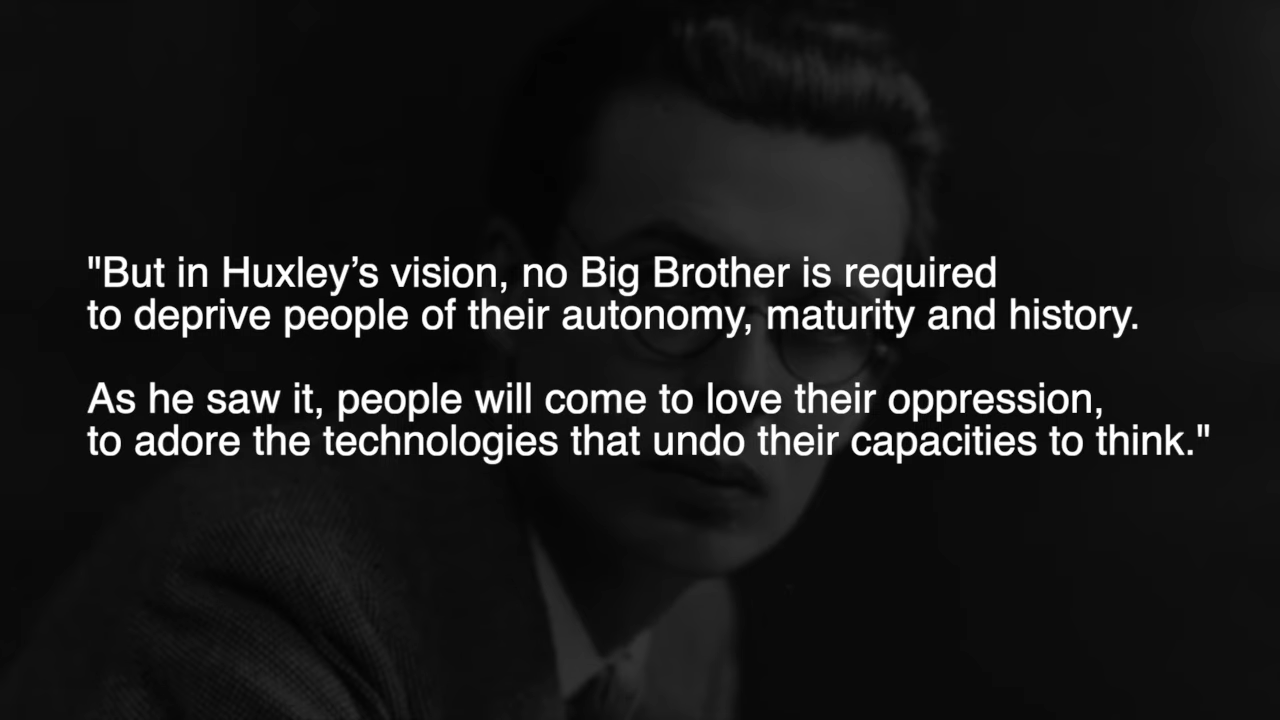 "But in Huxley’s vision, no Big Brother is required
to deprive people of their autonomy, maturity and history.
As he saw it, people will come to love their oppression,
to adore the technologies that undo their capacities to think."